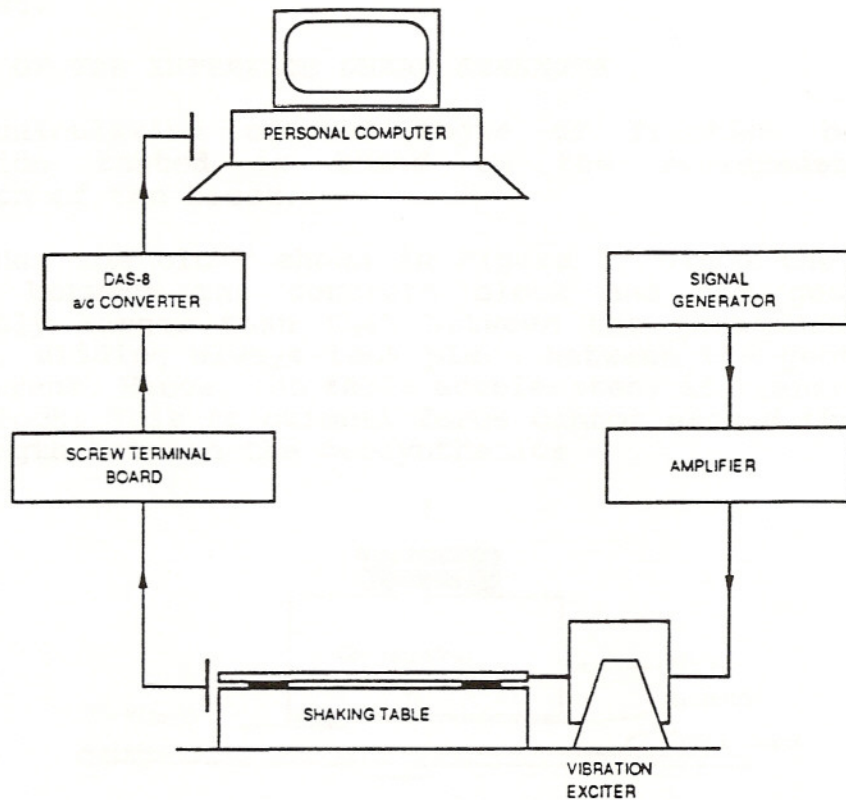 PERSONAL COMPUTER
DAS-8
a/c CONVERTER
SIGNAL
GENERATOR
SCREW TERMINAL
BOARD
AMPLIFIER
SHAKING TABLE
VIBRATION
EXCITER